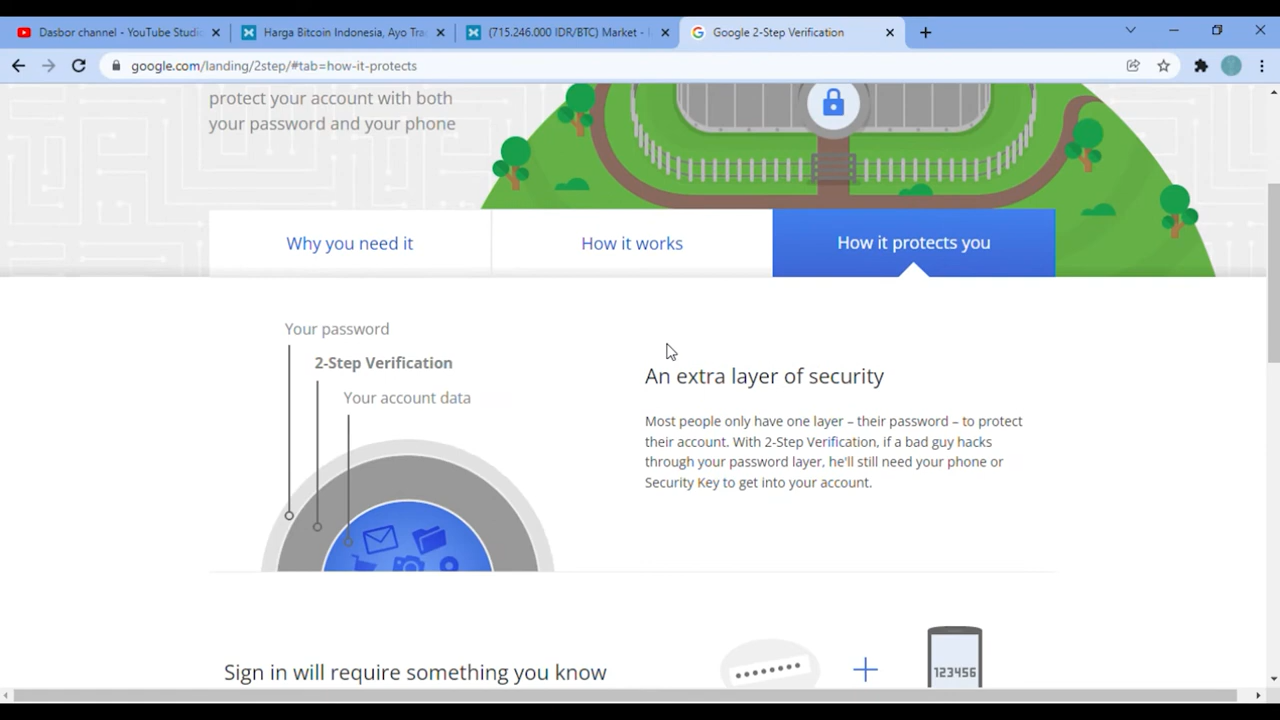 Dasbor channel - YouTube Studio
Harga Bitcoin Indonesia, Ayo Tra
(715.246.000 IDR/BTC) Market -
Google 2-Step Verification
google.com/landing/2step/#tab=how-it-protects
protect your account with both
your password and your phone
Why you need it
How it works
How it protects you
Your password
2-Step Verification
Your account data
An extra layer of security
Most people only have one layer – their password – to protect
their account. With 2-Step Verification, if a bad guy hacks
through your password layer, he'll still need your phone or
Security Key to get into your account.
Sign in will require something you know
123456